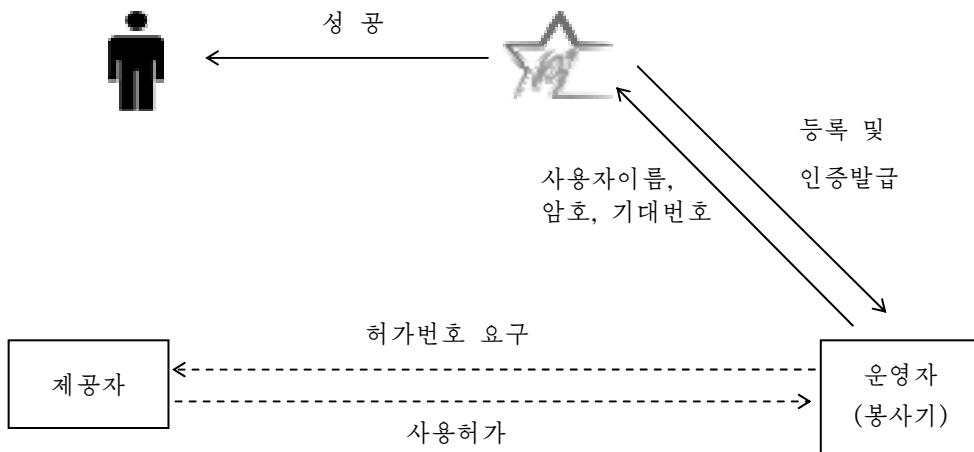 성 공
등록 및
인증발급
사용자이름,
암호, 기대번호
허가번호 요구
제공자
운영자
(봉사기)
사용허가